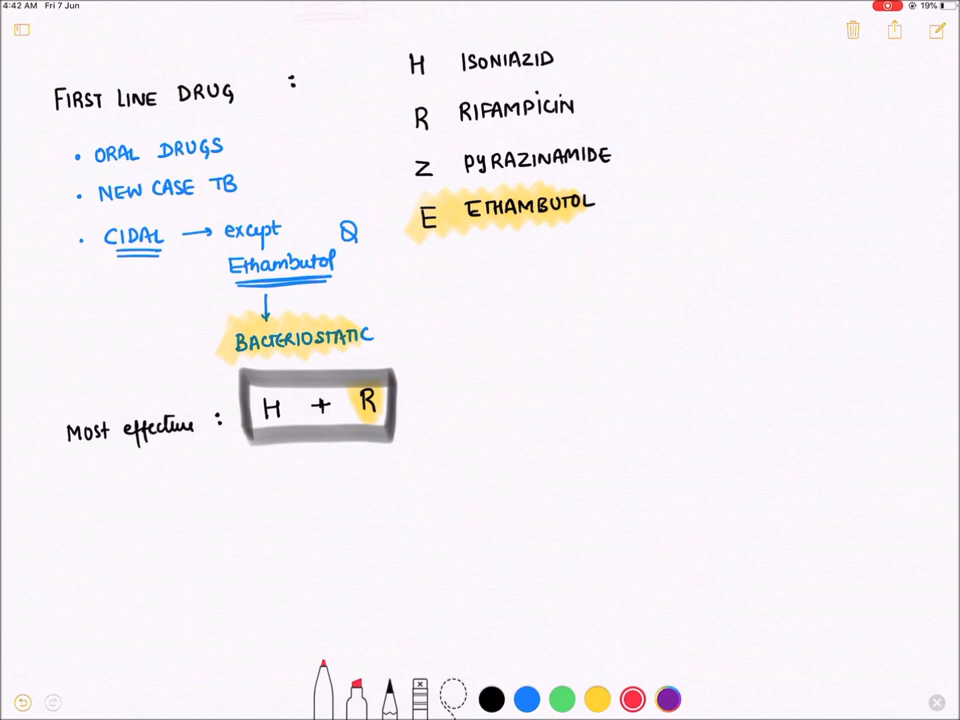 4:42 AM Fri 7 Jun
19%
FIRST LINE DRUG :
• ORAL DRUGS
• NEW CASE TB
• CIDAL → except Q
Ethambutol
↓
BACTERIOSTATIC
Most effective : H + R
H ISONIAZID
R RIFAMPICIN
Z PYRAZINAMIDE
E ETHAMBUTOL